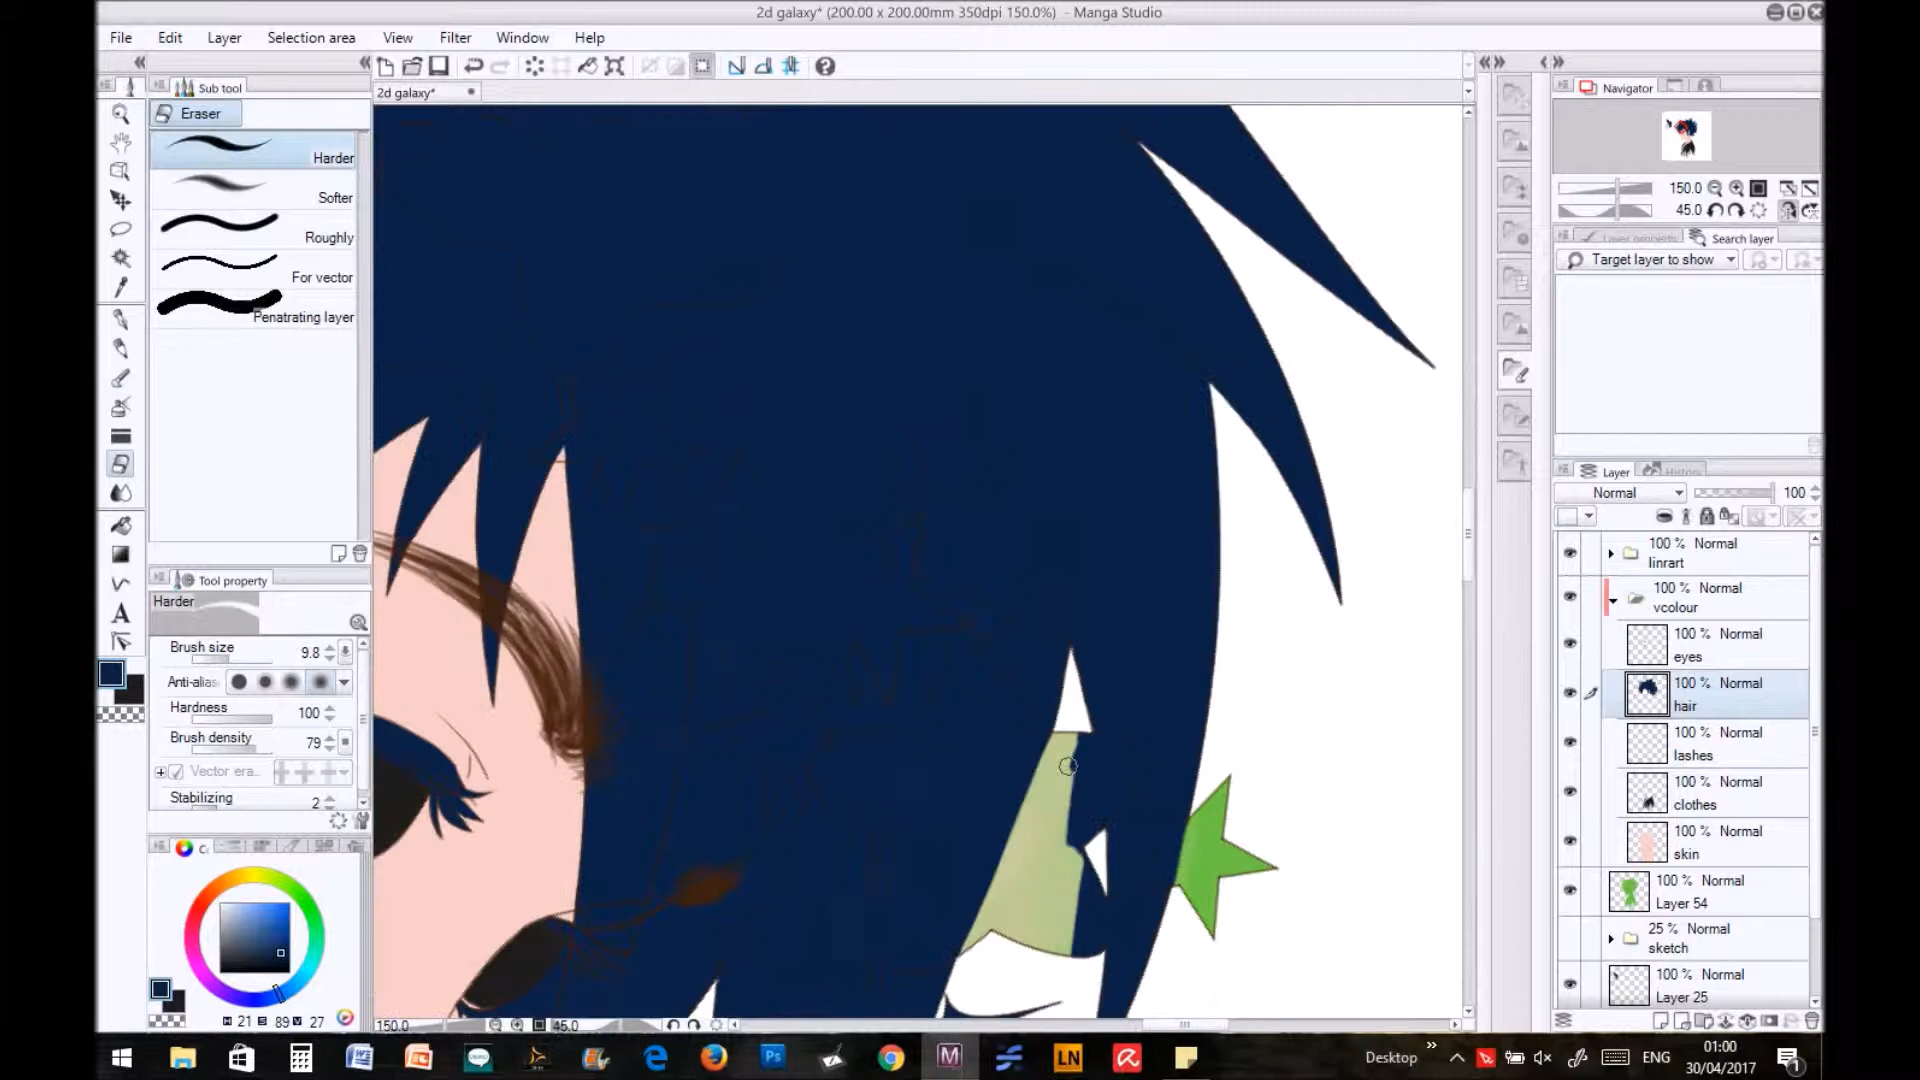 2d galaxy* (200.00 x 200.00mm 350dpi 150.0%) - Manga Studio
File Edit Layer Selection area View Filter Window Help
Sub tool
2d galaxy*
Navigator
Eraser
Harder
Softer
Roughly
For vector
Penatrating layer
150.0
45.0
Layer property Search layer
Target layer to show
Layer History
Normal 100
100 % Normal
linrart
100 % Normal
vcolour
100 % Normal
eyes
100 % Normal
hair
100 % Normal
lashes
100 % Normal
clothes
100 % Normal
skin
100 % Normal
Layer 54
25 % Normal
sketch
100 % Normal
Layer 25
Tool property
Harder
Brush size 9.8
Anti-alias
Hardness 100
Brush density 79
Vector era...
Stabilizing 2
H 21 S 89 V 27
150.0 45.0
Desktop ENG
01:00
30/04/2017
1